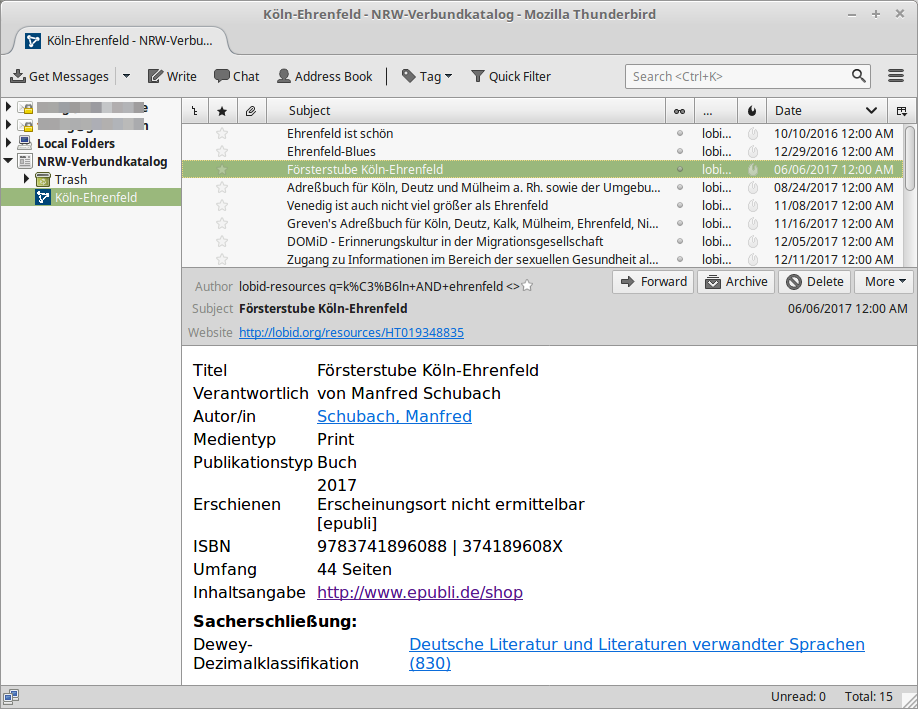 Köln-Ehrenfeld - NRW-Verbundkatalog - Mozilla Thunderbird
Köln-Ehrenfeld - NRW-Verbu...
Get Messages Write Chat Address Book Tag Quick Filter Search <Ctrl+K>
Local Folders
NRW-Verbundkatalog
Trash
Köln-Ehrenfeld
Subject ... Date
Ehrenfeld ist schön lobi... 10/10/2016 12:00 AM
Ehrenfeld-Blues lobi... 12/29/2016 12:00 AM
Försterstube Köln-Ehrenfeld lobi... 06/06/2017 12:00 AM
Adreßbuch für Köln, Deutz und Mülheim a. Rh. sowie der Umgebu... lobi... 08/24/2017 12:00 AM
Venedig ist auch nicht viel größer als Ehrenfeld lobi... 11/08/2017 12:00 AM
Greven's Adreßbuch für Köln, Deutz, Kalk, Mülheim, Ehrenfeld, Ni... lobi... 11/16/2017 12:00 AM
DOMiD - Erinnerungskultur in der Migrationsgesellschaft lobi... 12/05/2017 12:00 AM
Zugang zu Informationen im Bereich der sexuellen Gesundheit al... lobi... 12/11/2017 12:00 AM
Author lobid-resources q=k%C3%B6ln+AND+ehrenfeld <> Forward Archive Delete More
Subject Försterstube Köln-Ehrenfeld 06/06/2017 12:00 AM
Website http://lobid.org/resources/HT019348835
Titel Försterstube Köln-Ehrenfeld
Verantwortlich von Manfred Schubach
Autor/in Schubach, Manfred
Medientyp Print
Publikationstyp Buch
2017
Erschienen Erscheinungsort nicht ermittelbar
[epubli]
ISBN 9783741896088 | 374189608X
Umfang 44 Seiten
Inhaltsangabe http://www.epubli.de/shop
Sacherschließung:
Dewey- Deutsche Literatur und Literaturen verwandter Sprachen
Dezimalklassifikation (830)
Unread: 0 Total: 15